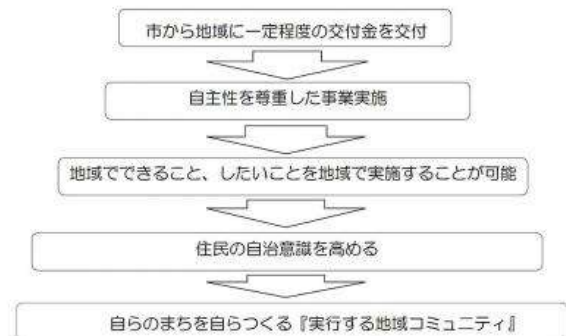 市から地域に一定程度の交付金を交付
自主性を尊重した事業実施
地域でできること、したいことを地域で実施することが可能
住民の自治意識を高める
自らのまちを自らつくる『実行する地域コミュニティ』